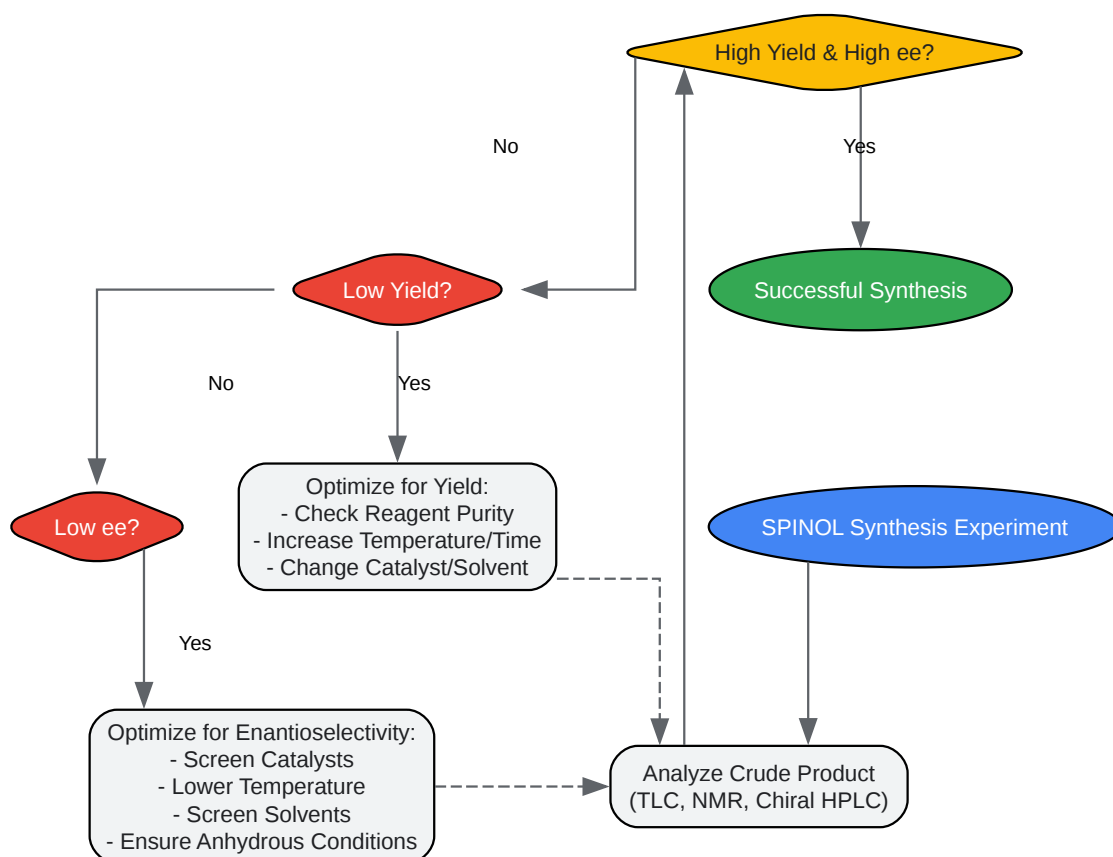 High Yield & High ee?
No
Yes
Low Yield?
Successful Synthesis
No
Yes
Optimize for Yield:
- Check Reagent Purity
- Increase Temperature/Time
- Change Catalyst/Solvent
Low ee?
SPINOL Synthesis Experiment
Yes
Optimize for Enantioselectivity:
- Screen Catalysts
- Lower Temperature
- Screen Solvents
- Ensure Anhydrous Conditions
Analyze Crude Product
(TLC, NMR, Chiral HPLC)